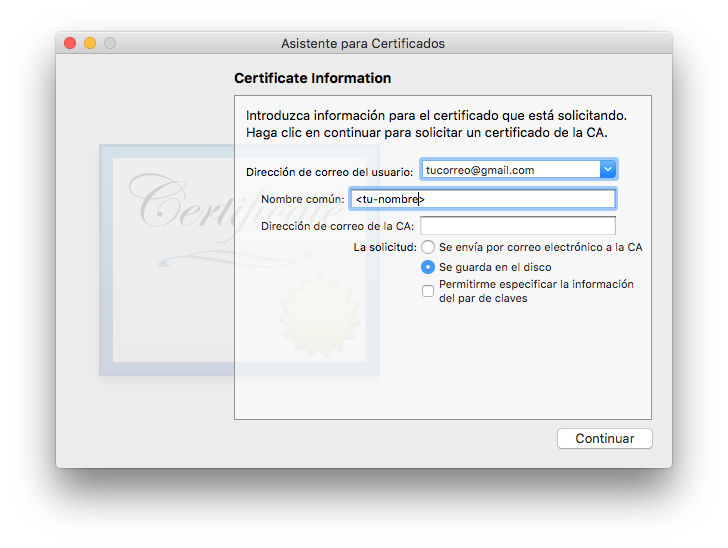 Asistente para Certificados
Certificate Information
Introduzca información para el certificado que está solicitando.
Haga clic en continuar para solicitar un certificado de la CA.
Certificate
Dirección de correo del usuario: tucorreo@gmail.com
Nombre común: <tu-nombre>
Dirección de correo de la CA:
La solicitud: Se envía por correo electrónico a la CA
Se guarda en el disco
Permitirme especificar la información
del par de claves
Continuar